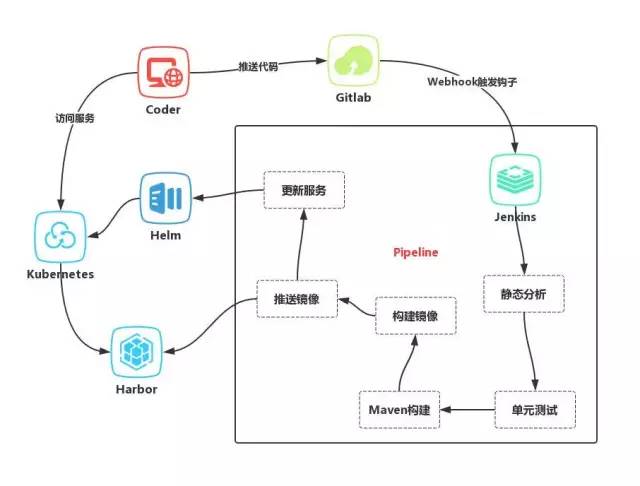 推送代码
Coder
Gitlab
Webhook触发钩子
访问服务
更新服务
Helm
Jenkins
Kubernetes
Pipeline
推送镜像
静态分析
构建镜像
Harbor
Maven构建
单元测试